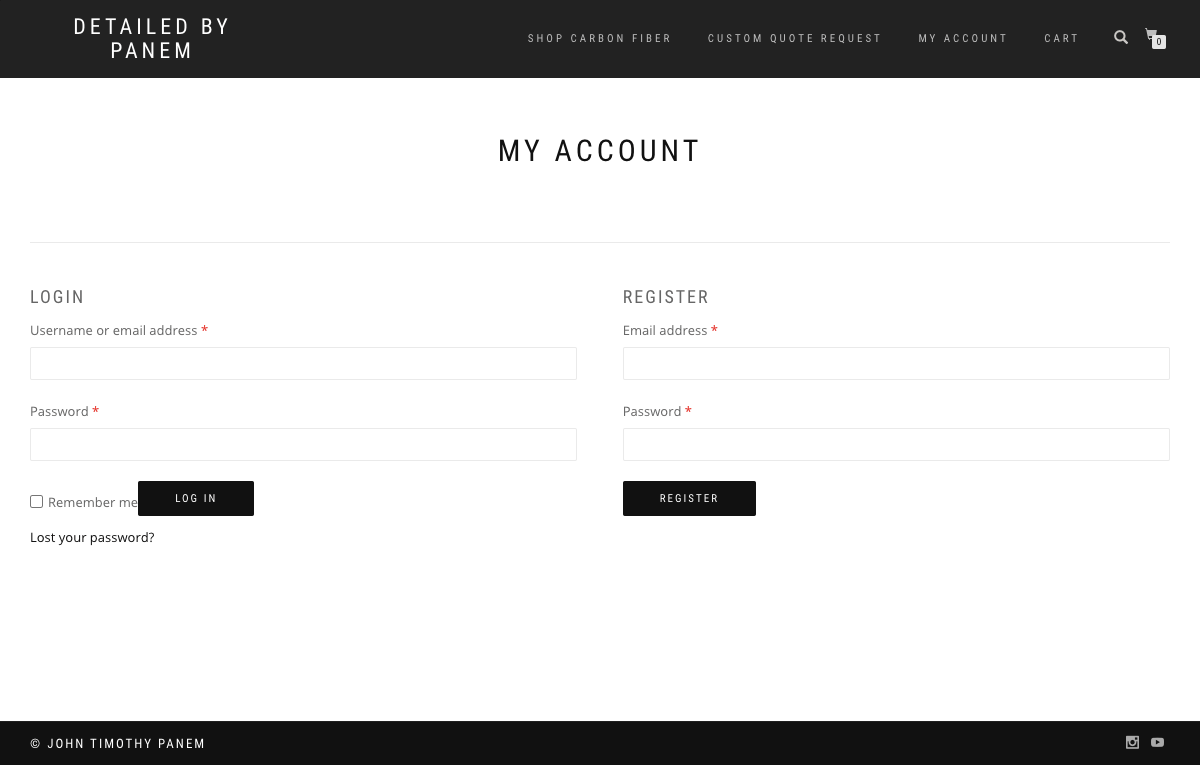 DETAILED BY
PANEM
SHOP CARBON FIBER
CUSTOM QUOTE REQUEST
MY ACCOUNT
CART
0
MY ACCOUNT
LOGIN
Username or email address *
Password *
Remember me
LOG IN
Lost your password?
REGISTER
Email address *
Password *
REGISTER
© JOHN TIMOTHY PANEM